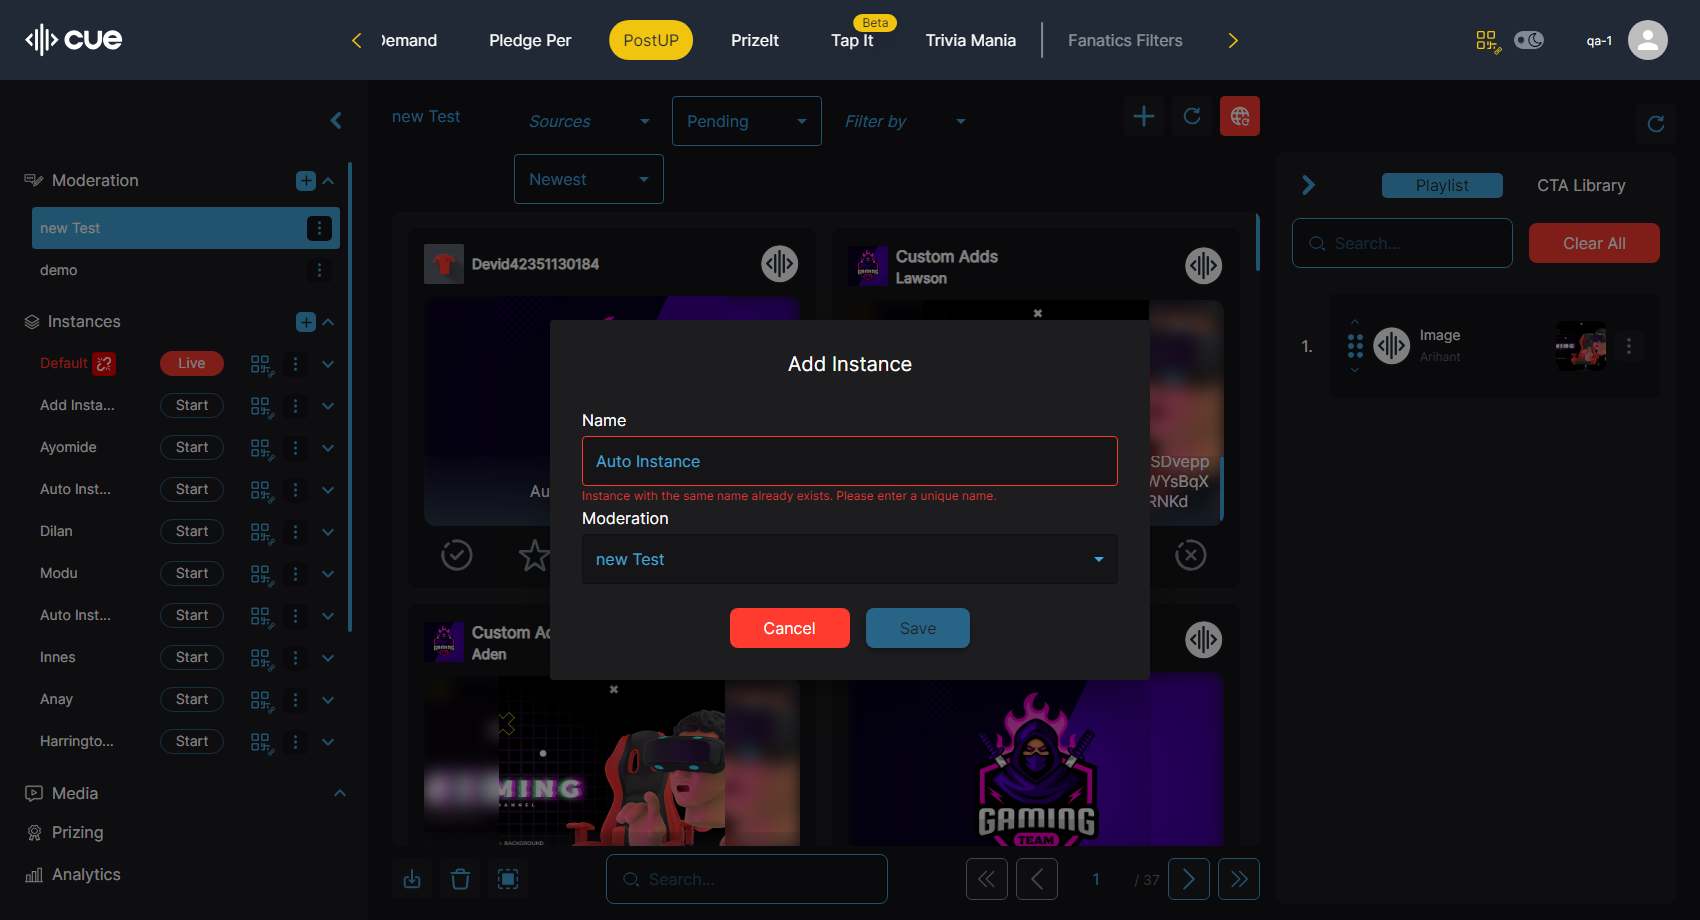 cue
Demand
Pledge Per
PostUP
PrizeIt
Beta
Tap It
Trivia Mania
Fanatics Filters
qa-1
Moderation
new Test
demo
Instances
Default
Live
Add Insta...
Start
Ayomide
Start
Auto Inst...
Start
Dilan
Start
Modu
Start
Auto Inst...
Start
Innes
Start
Anay
Start
Harringto...
Start
Media
Prizing
Analytics
new Test
Sources
Pending
Filter by
Newest
Devid42351130184
Au
Custom Adds
Lawson
SDvepp
WYsBqX
RNKd
Custom Ad
Aden
GAMING
CHANNEL
BACKGROUND
GAMING
TEAM
Add Instance
Name
Auto Instance
Instance with the same name already exists. Please enter a unique name.
Moderation
new Test
Cancel
Save
Search...
1
/ 37
Playlist
CTA Library
Search...
Clear All
1.
Image
Arihant